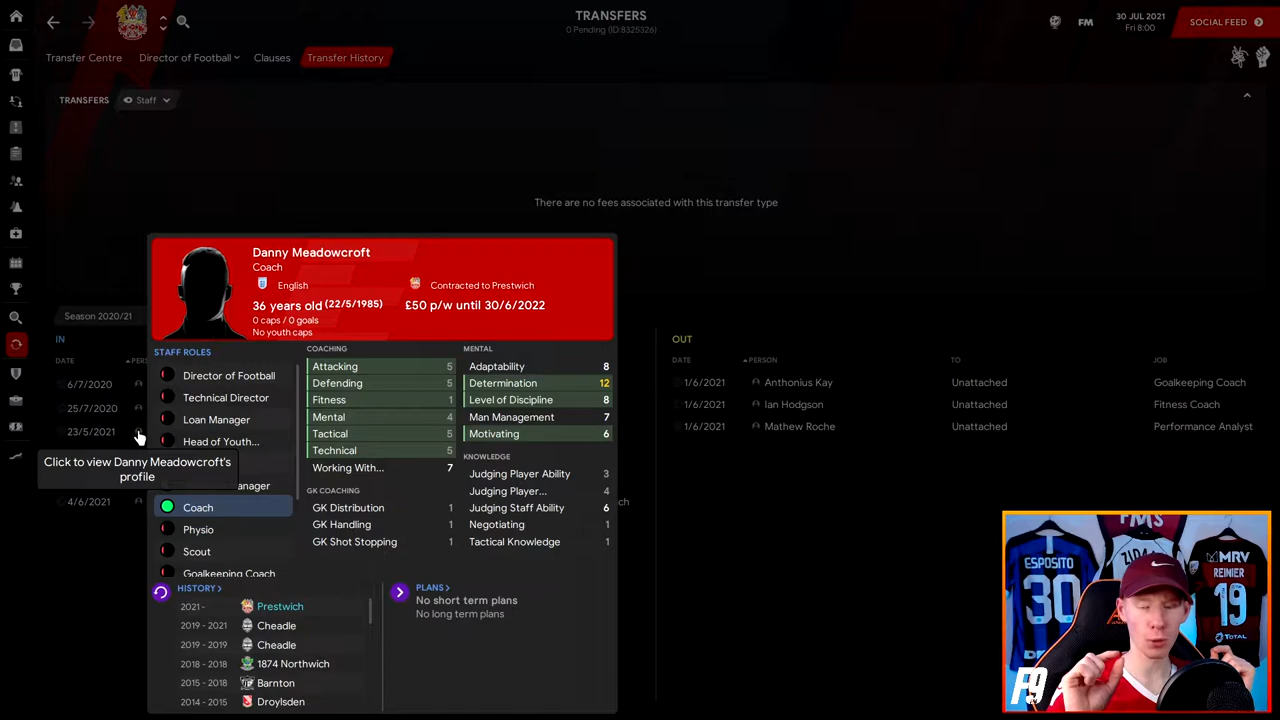 TRANSFERS
0 Pending (ID:8325326)
FM
30 JUL 2021
Fri 8:00
SOCIAL FEED
Transfer Centre
Director of Football
Clauses
Transfer History
TRANSFERS
Staff
There are no fees associated with this transfer type
Danny Meadowcroft
Coach
English
Contracted to Prestwich
36 years old (22/5/1985)
£50 p/w until 30/6/2022
0 caps / 0 goals
No youth caps
Season 2020/21
IN
DATE
PERS
6/7/2020
25/7/2020
23/5/2021
Click to view Danny Meadowcroft's
profile
4/6/2021
STAFF ROLES
Director of Football
Technical Director
Loan Manager
Head of Youth...
anager
Coach
Physio
Scout
Goalkeeping Coach
COACHING
Attacking 5
Defending 5
Fitness 1
Mental 4
Tactical 5
Technical 5
Working With... 7
GK COACHING
GK Distribution 1
GK Handling 1
GK Shot Stopping 1
MENTAL
Adaptability 8
Determination 12
Level of Discipline 8
Man Management 7
Motivating 6
KNOWLEDGE
Judging Player Ability 3
Judging Player... 4
Judging Staff Ability 6
Negotiating 1
Tactical Knowledge 1
ch
HISTORY
2021 - Prestwich
2019 - 2021 Cheadle
2019 - 2019 Cheadle
2018 - 2018 1874 Northwich
2015 - 2018 Barnton
2014 - 2015 Droylsden
PLANS
No short term plans
No long term plans
OUT
DATE PERSON TO JOB
1/6/2021 Anthonius Kay Unattached Goalkeeping Coach
1/6/2021 Ian Hodgson Unattached Fitness Coach
1/6/2021 Mathew Roche Unattached Performance Analyst
ESPOSITO
30
FMS
MRV
REINIER
19
TOTAL
F9